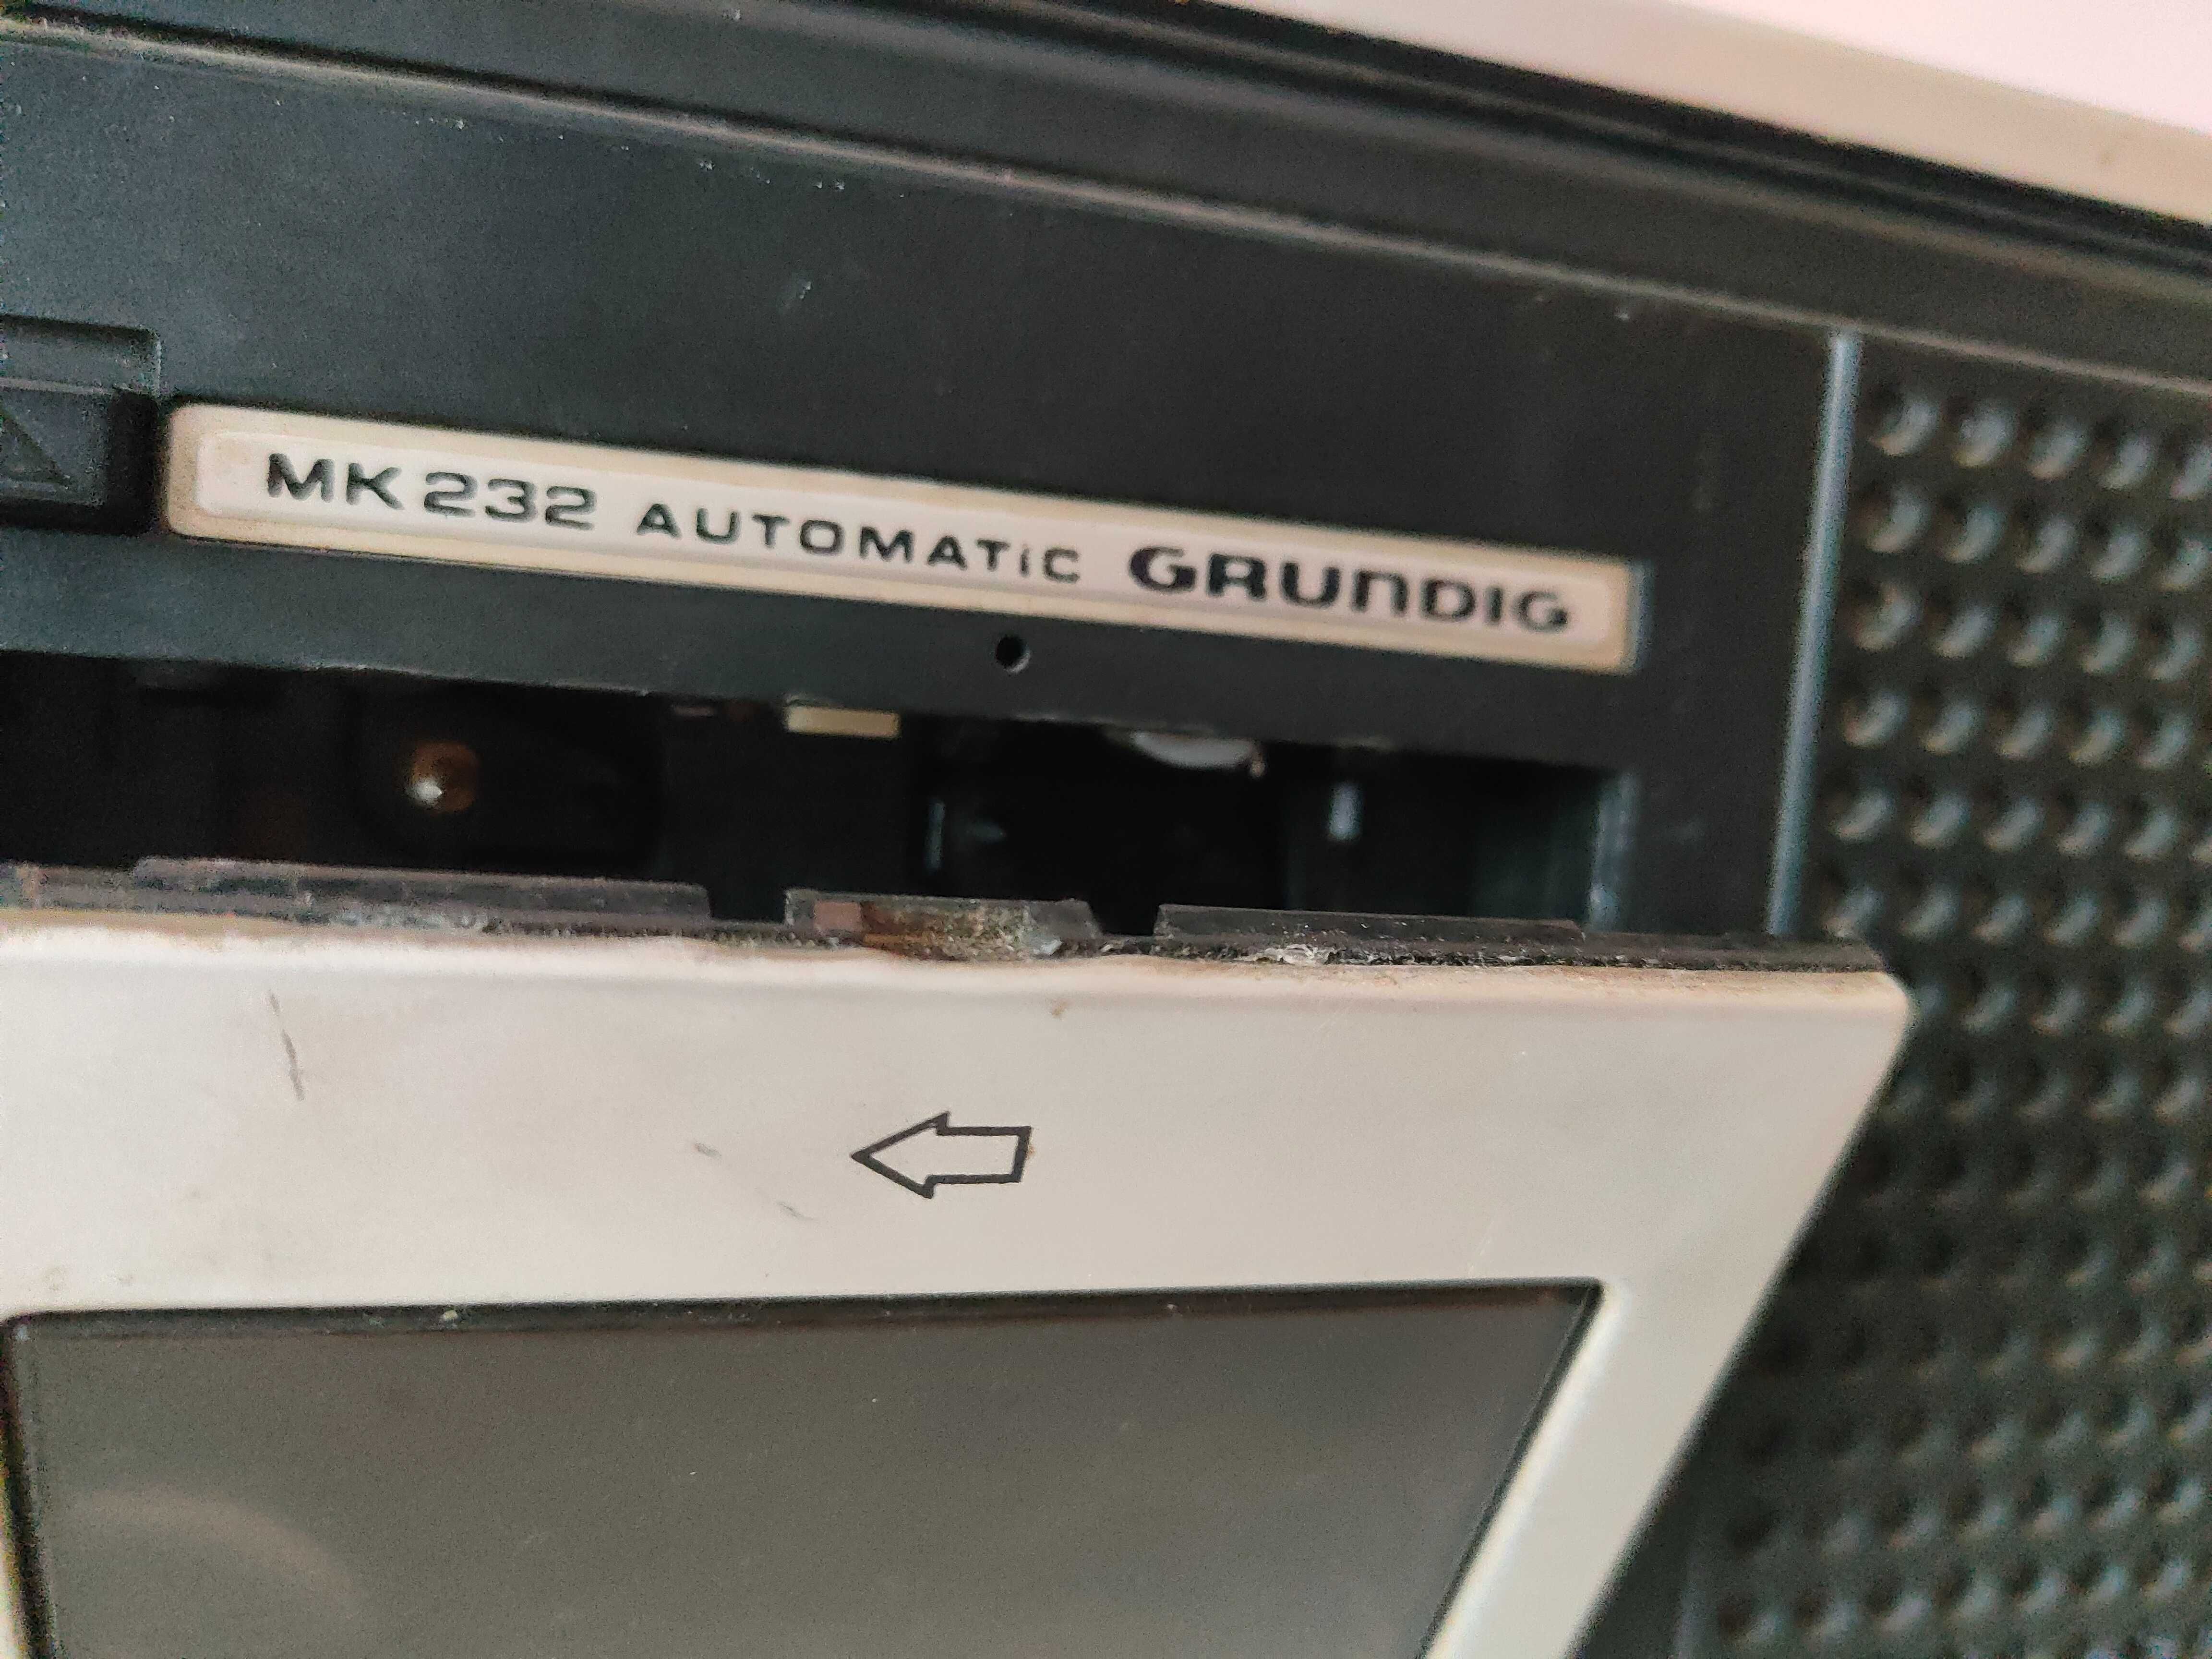 MK 232 AUTOMATiC GRUNDIG